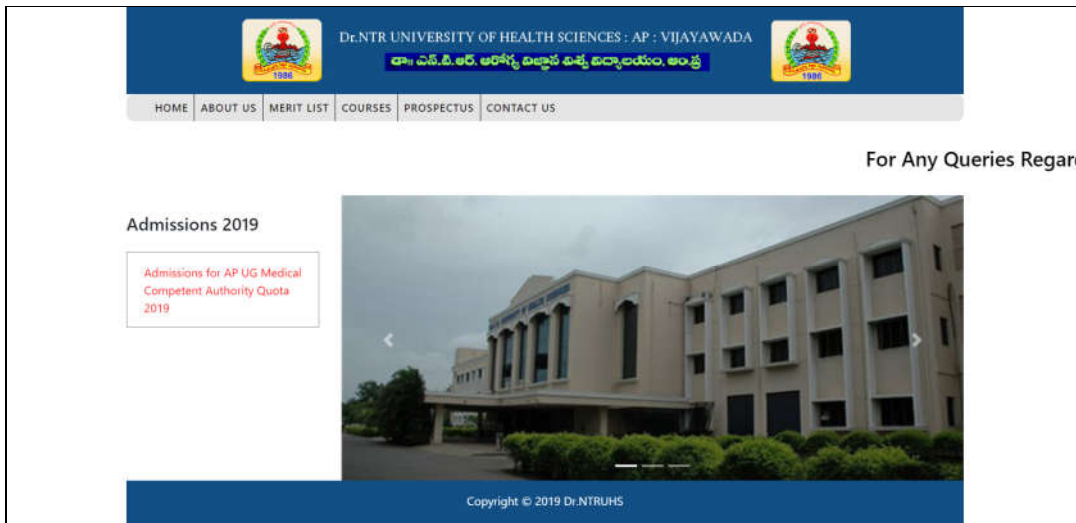 Dr.NTR UNIVERSITY OF HEALTH SCIENCES : AP : VIJAYAWADA
డా॥ ఎన్.టి.ఆర్. ఆరోగ్య విజ్ఞాన విశ్వ విద్యాలయం, ఆం.ప్ర
1986
1986
HOME ABOUT US MERIT LIST COURSES PROSPECTUS CONTACT US
For Any Queries Regar
Admissions 2019
Admissions for AP UG Medical
Competent Authority Quota
2019
Copyright © 2019 Dr.NTRUHS